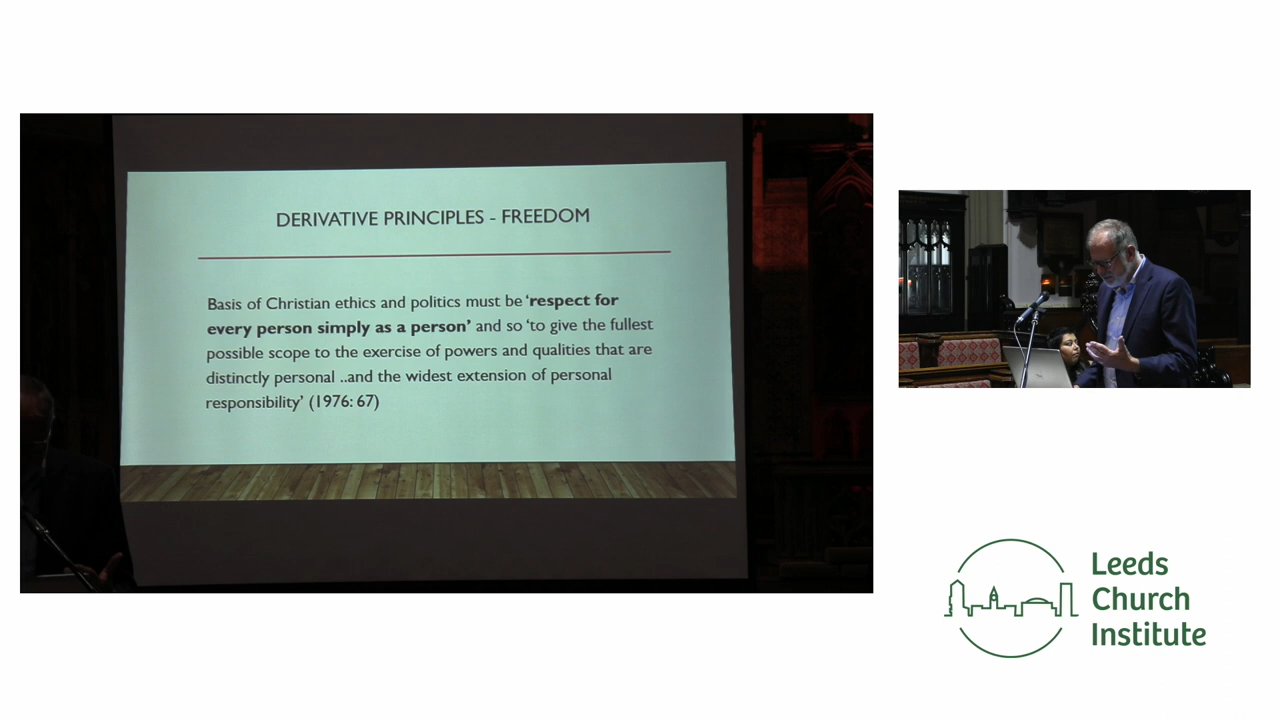 DERIVATIVE PRINCIPLES - FREEDOM
Basis of Christian ethics and politics must be ‘respect for
every person simply as a person’ and so ‘to give the fullest
possible scope to the exercise of powers and qualities that are
distinctly personal ..and the widest extension of personal
responsibility’ (1976: 67)
Leeds
Church
Institute